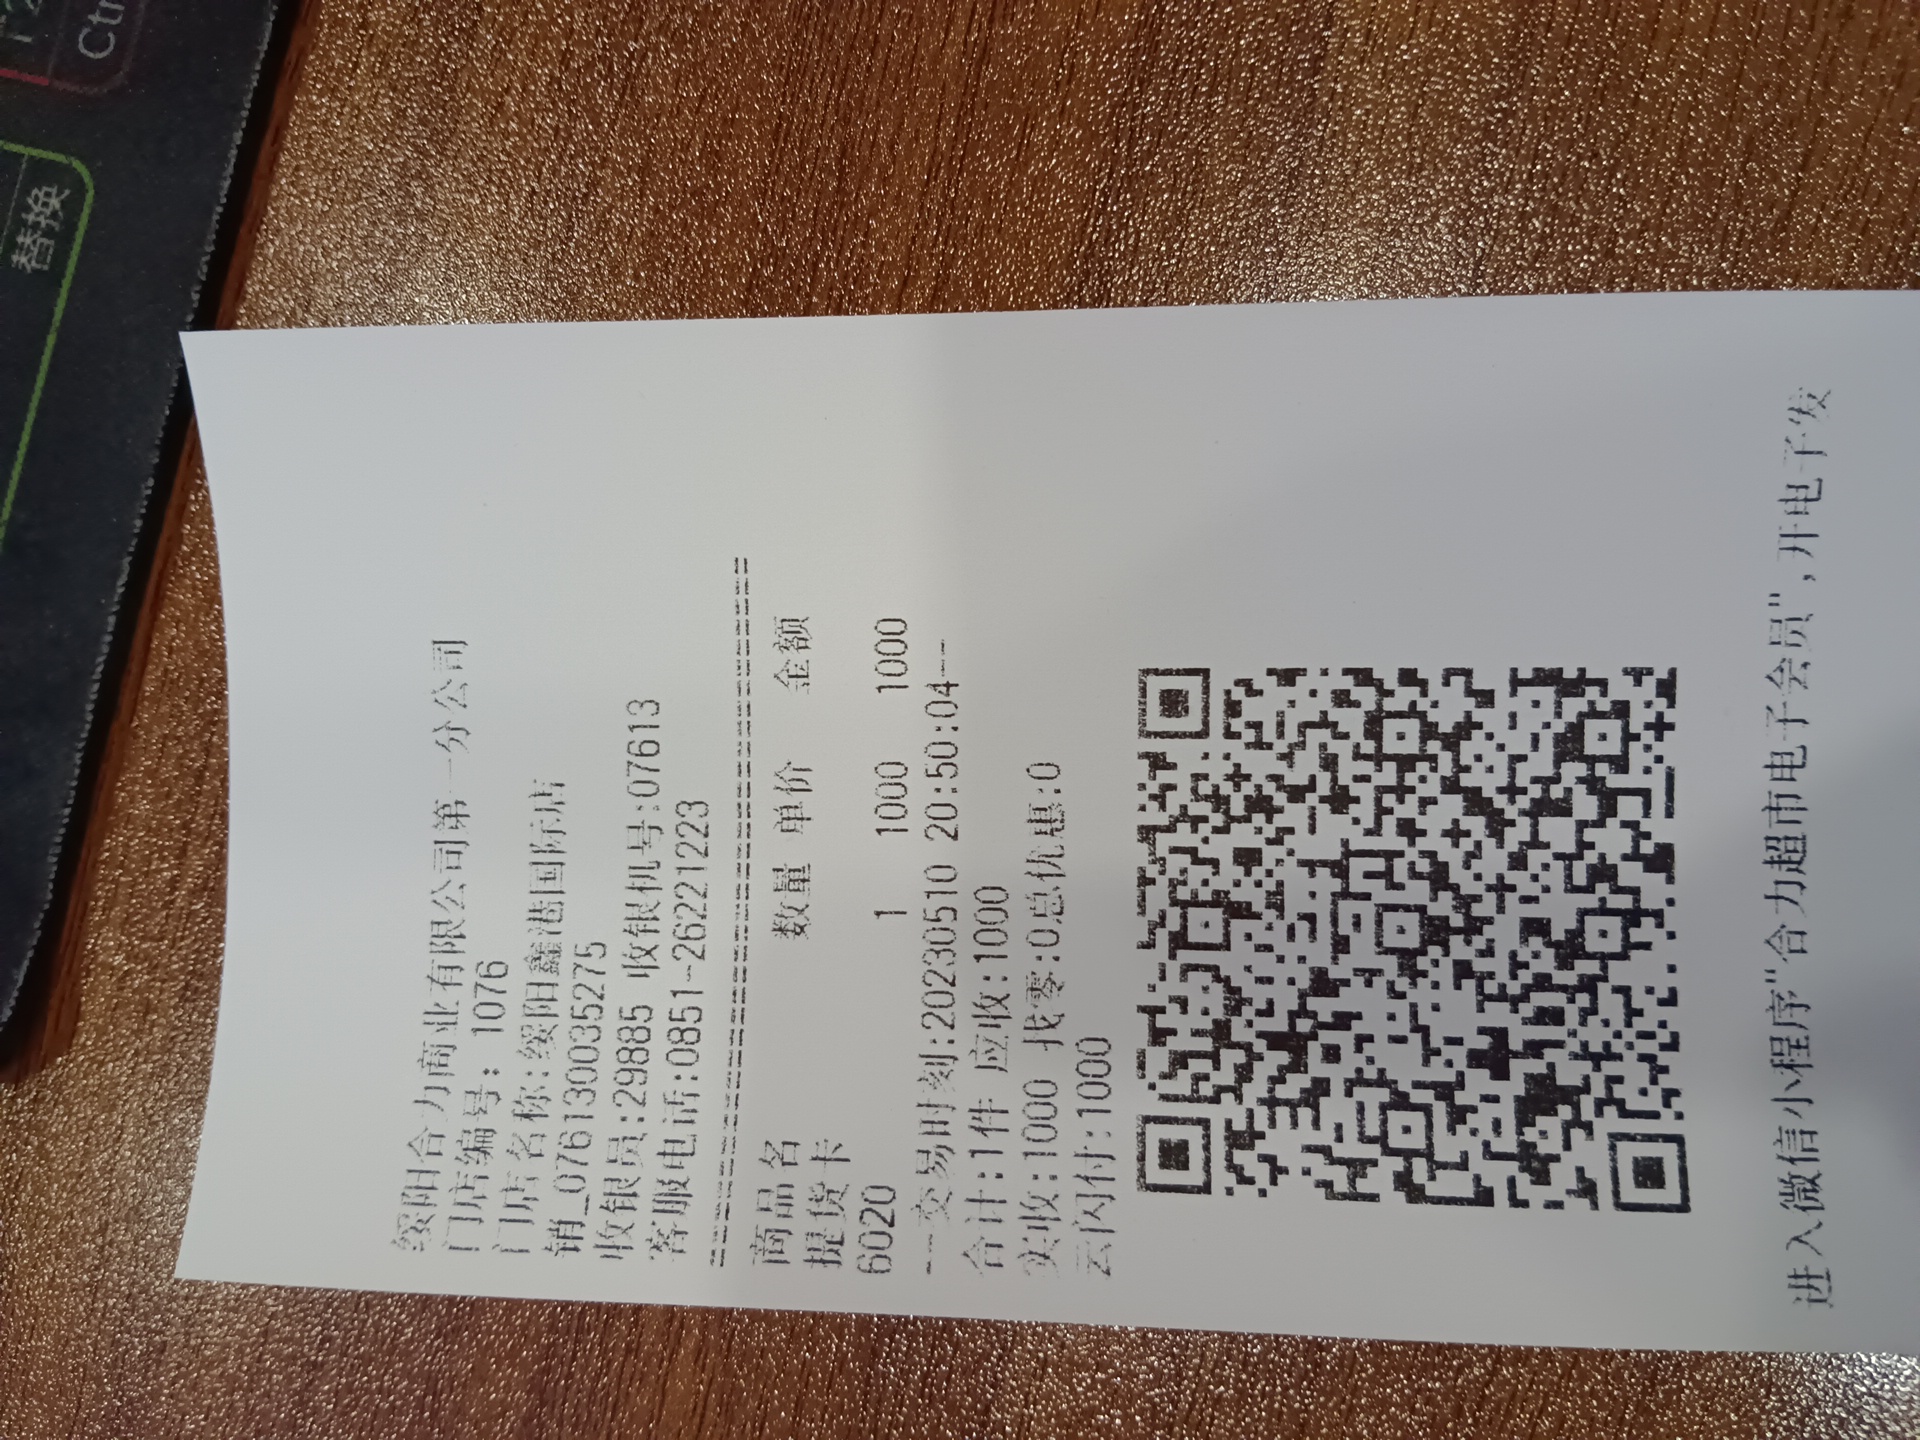 Ctr
替换
绥阳合力商业有限公司第一分公司
门店编号: 1076
门店名称:绥阳鑫港国际店
销_076130035275
收银员:29885 收银机号:07613
客服电话:0851-26221223
商品名 数量 单价 金额
提货卡
6020 1 1000 1000
--交易时刻:20230510 20:50:04--
合计:1件 应收:1000
实收:1000 找零:0总优惠:0
云闪付:1000
进入微信小程序"合力超市电子会员",开电子发